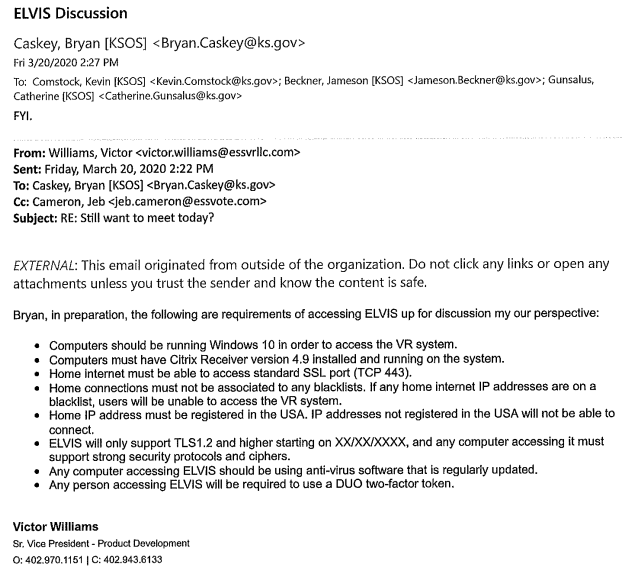 ELVIS Discussion
Caskey, Bryan [KSOS] <Bryan.Caskey@ks.gov>
Fri 3/20/2020 2:27 PM
To: Comstock, Kevin [KSOS] <Kevin.Comstock@ks.gov>; Beckner, Jameson [KSOS] <Jameson.Beckner@ks.gov>; Gunsalus,
Catherine [KSOS] <Catherine.Gunsalus@ks.gov>
FYI.
From: Williams, Victor <victor.williams@essvrllc.com>
Sent: Friday, March 20, 2020 2:22 PM
To: Caskey, Bryan [KSOS] <Bryan.Caskey@ks.gov>
Cc: Cameron, Jeb <jeb.cameron@essvote.com>
Subject: RE: Still want to meet today?
EXTERNAL: This email originated from outside of the organization. Do not click any links or open any
attachments unless you trust the sender and know the content is safe.
Bryan, in preparation, the following are requirements of accessing ELVIS up for discussion my our perspective:
• Computers should be running Windows 10 in order to access the VR system.
• Computers must have Citrix Receiver version 4.9 installed and running on the system.
• Home internet must be able to access standard SSL port (TCP 443).
• Home connections must not be associated to any blacklists. If any home internet IP addresses are on a
blacklist, users will be unable to access the VR system.
• Home IP address must be registered in the USA. IP addresses not registered in the USA will not be able to
connect.
• ELVIS will only support TLS1.2 and higher starting on XX/XX/XXXX, and any computer accessing it must
support strong security protocols and ciphers.
• Any computer accessing ELVIS should be using anti-virus software that is regularly updated.
• Any person accessing ELVIS will be required to use a DUO two-factor token.
Victor Williams
Sr. Vice President - Product Development
O: 402.970.1151 | C: 402.943.6133